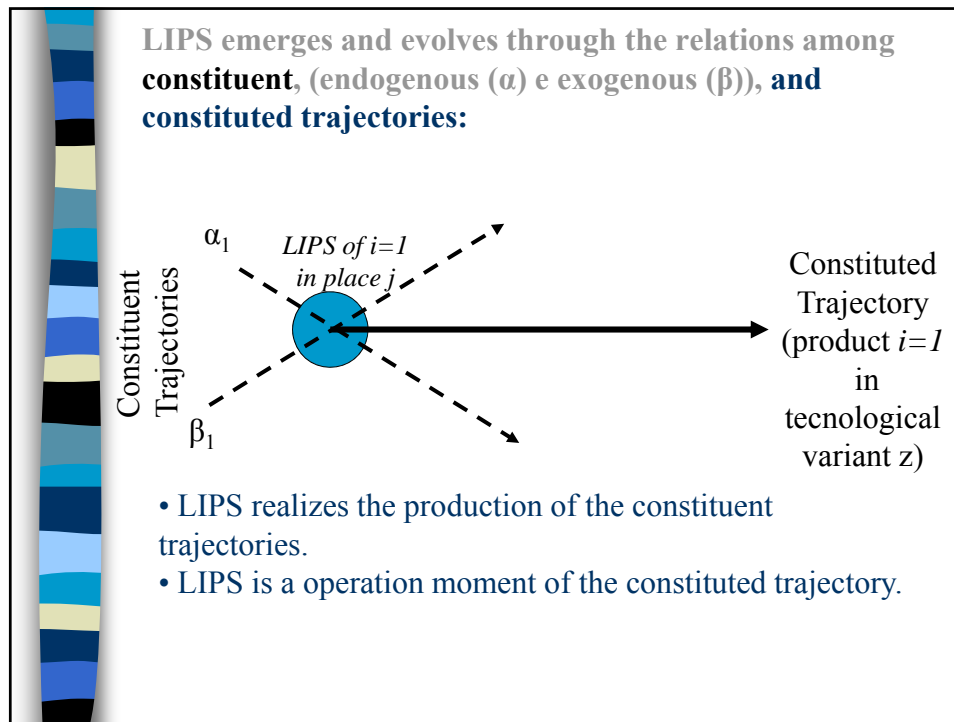 LIPS emerges and evolves through the relations among
constituent, (endogenous (α) e exogenous (β)), and
constituted trajectories:
α₁
LIPS of i=1
in place j
Constituent
Trajectories
β₁
Constituted
Trajectory
(product i=1
in
tecnological
variant z)
• LIPS realizes the production of the constituent
trajectories.
• LIPS is a operation moment of the constituted trajectory.